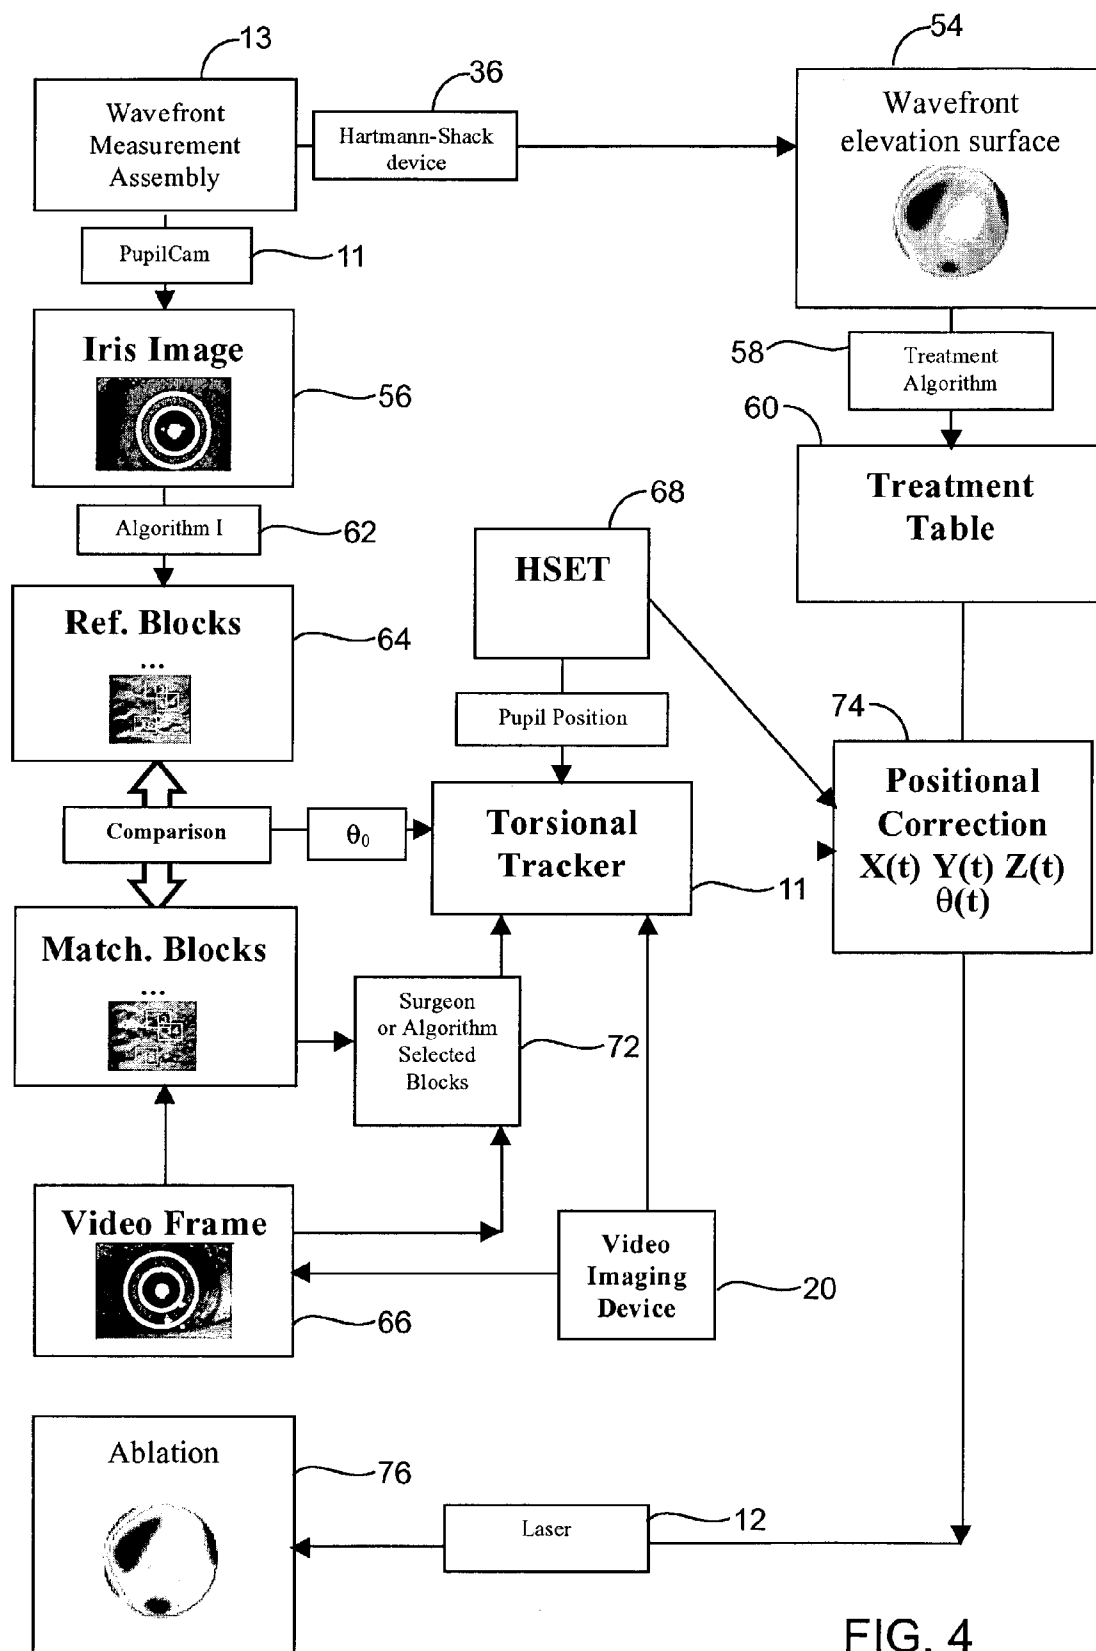 13
54
Wavefront
Measurement
Assembly
36
Hartmann-Shack
device
Wavefront
elevation surface
PupilCam
11
Iris Image
56
58
Treatment
Algorithm
60
Algorithm I
62
Treatment
Table
68
HSET
Ref. Blocks
...
64
Pupil Position
74
Positional
Correction
X(t) Y(t) Z(t)
θ(t)
Comparison
θ0
Torsional
Tracker
11
Match. Blocks
...
Surgeon
or Algorithm
Selected
Blocks
72
Video Frame
66
Video
Imaging
Device
20
Ablation
76
Laser
12
FIG. 4